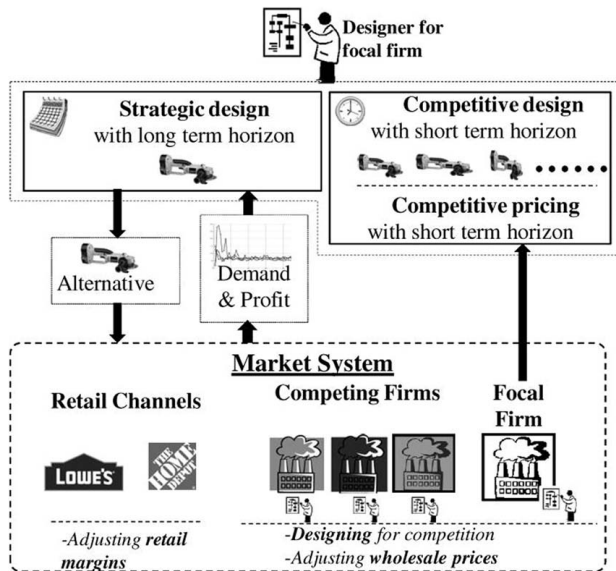 Designer for
focal firm
Strategic design
with long term horizon
Competitive design
with short term horizon
Competitive pricing
with short term horizon
Alternative
Demand
& Profit
Market System
Retail Channels
Competing Firms
Focal
Firm
LOWE'S
THE
HOME
DEPOT
-Adjusting retail
margins
-Designing for competition
-Adjusting wholesale prices